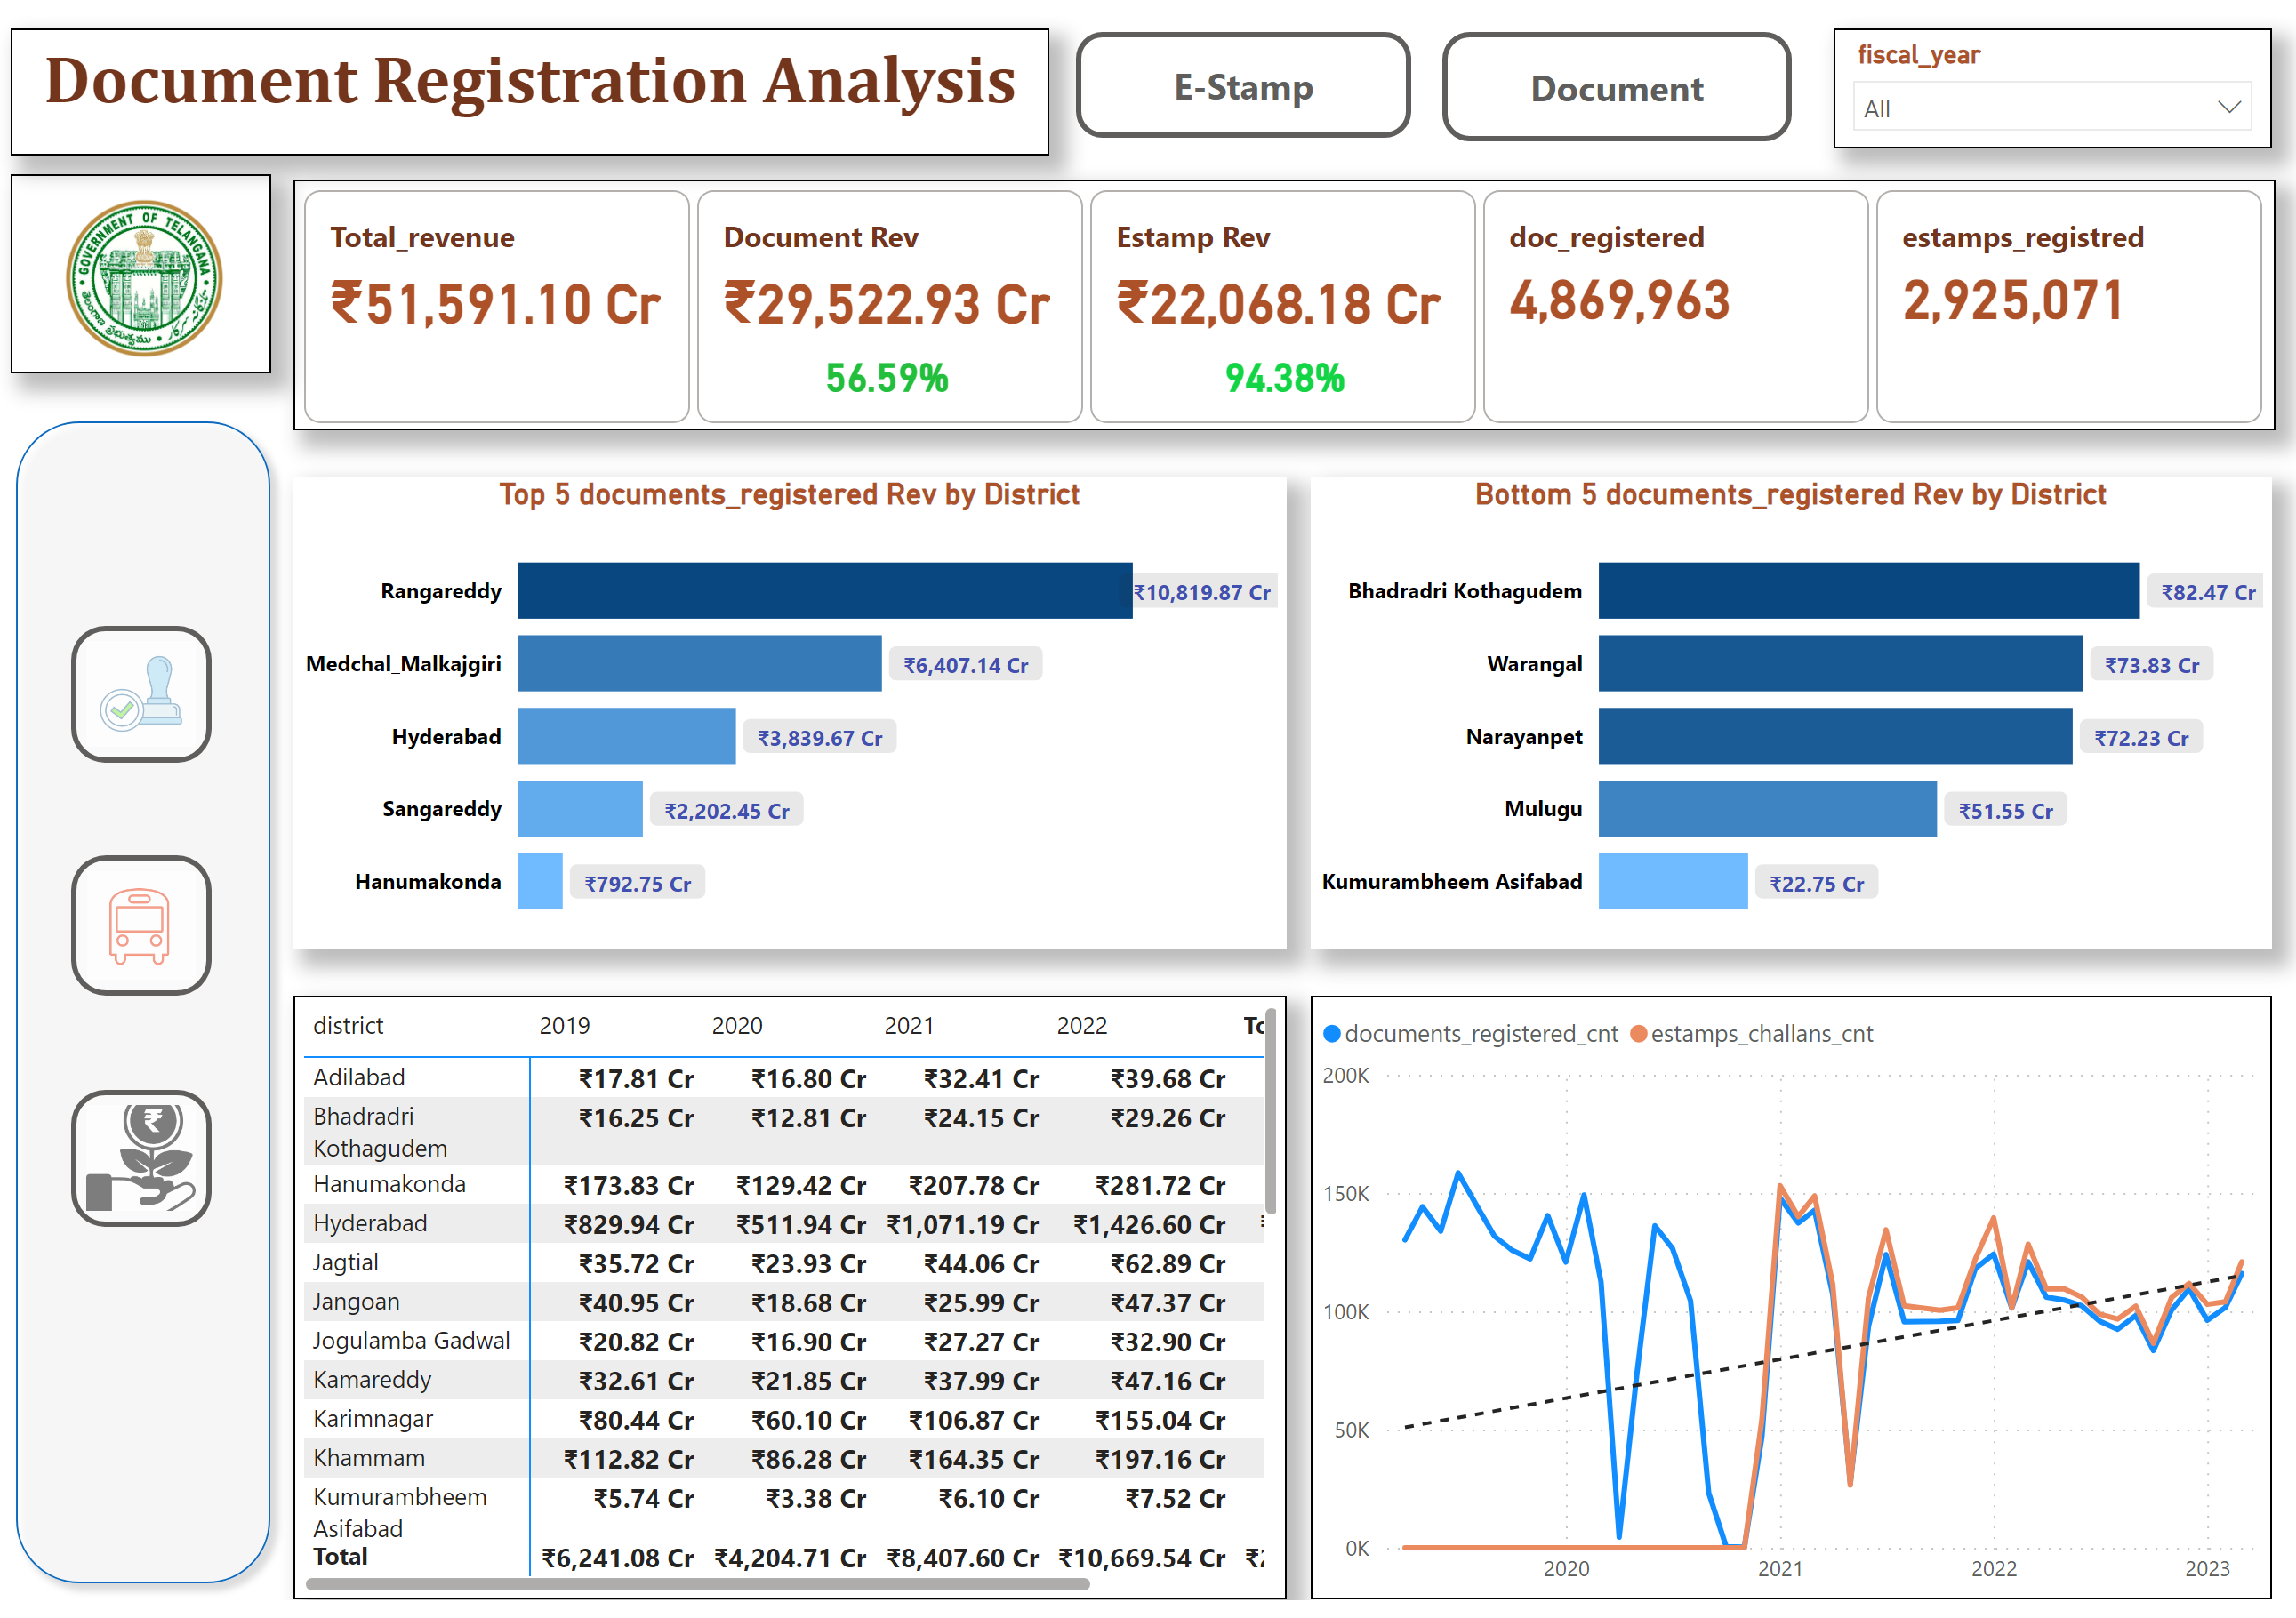 Document Registration Analysis
E-Stamp
Document
fiscal_year
All
GOVERNMENT OF TELANGANA
Total_revenue
₹51,591.10 Cr
Document Rev
₹29,522.93 Cr
56.59%
Estamp Rev
₹22,068.18 Cr
94.38%
doc_registered
4,869,963
estamps_registred
2,925,071
Top 5 documents_registered Rev by District
Rangareddy ₹10,819.87 Cr
Medchal_Malkajgiri ₹6,407.14 Cr
Hyderabad ₹3,839.67 Cr
Sangareddy ₹2,202.45 Cr
Hanumakonda ₹792.75 Cr
Bottom 5 documents_registered Rev by District
Bhadradri Kothagudem ₹82.47 Cr
Warangal ₹73.83 Cr
Narayanpet ₹72.23 Cr
Mulugu ₹51.55 Cr
Kumurambheem Asifabad ₹22.75 Cr
district 2019 2020 2021 2022
Adilabad ₹17.81 Cr ₹16.80 Cr ₹32.41 Cr ₹39.68 Cr
Bhadradri ₹16.25 Cr ₹12.81 Cr ₹24.15 Cr ₹29.26 Cr
Kothagudem
Hanumakonda ₹173.83 Cr ₹129.42 Cr ₹207.78 Cr ₹281.72 Cr
Hyderabad ₹829.94 Cr ₹511.94 Cr ₹1,071.19 Cr ₹1,426.60 Cr
Jagtial ₹35.72 Cr ₹23.93 Cr ₹44.06 Cr ₹62.89 Cr
Jangoan ₹40.95 Cr ₹18.68 Cr ₹25.99 Cr ₹47.37 Cr
Jogulamba Gadwal ₹20.82 Cr ₹16.90 Cr ₹27.27 Cr ₹32.90 Cr
Kamareddy ₹32.61 Cr ₹21.85 Cr ₹37.99 Cr ₹47.16 Cr
Karimnagar ₹80.44 Cr ₹60.10 Cr ₹106.87 Cr ₹155.04 Cr
Khammam ₹112.82 Cr ₹86.28 Cr ₹164.35 Cr ₹197.16 Cr
Kumurambheem ₹5.74 Cr ₹3.38 Cr ₹6.10 Cr ₹7.52 Cr
Asifabad
Total ₹6,241.08 Cr ₹4,204.71 Cr ₹8,407.60 Cr ₹10,669.54 Cr
documents_registered_cnt estamps_challans_cnt
200K
150K
100K
50K
0K
2020 2021 2022 2023